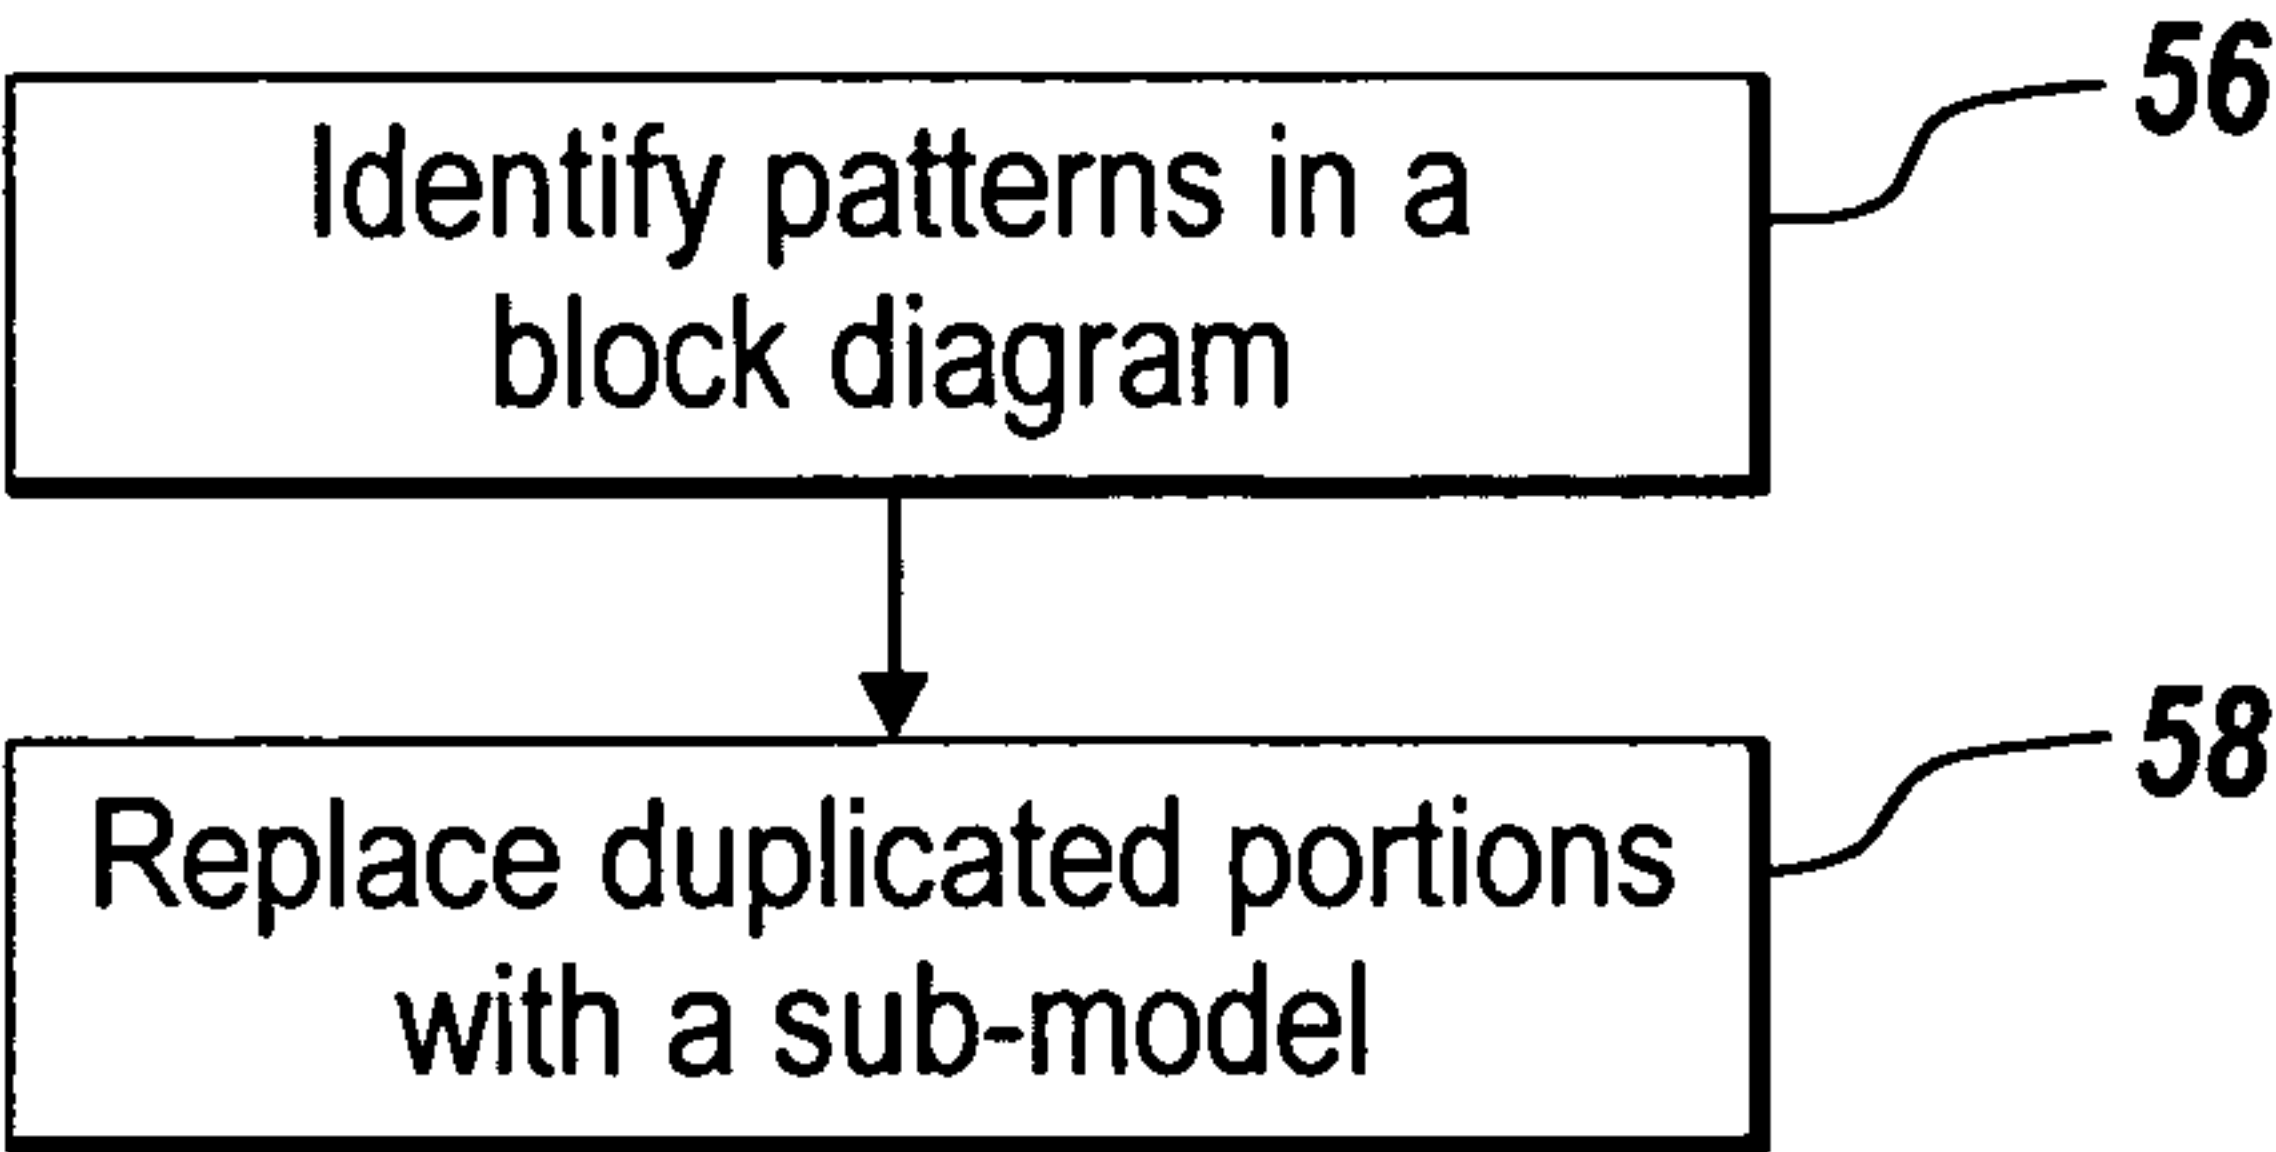 56
Identify patterns in a
block diagram
58
Replace duplicated portions
with a sub-model